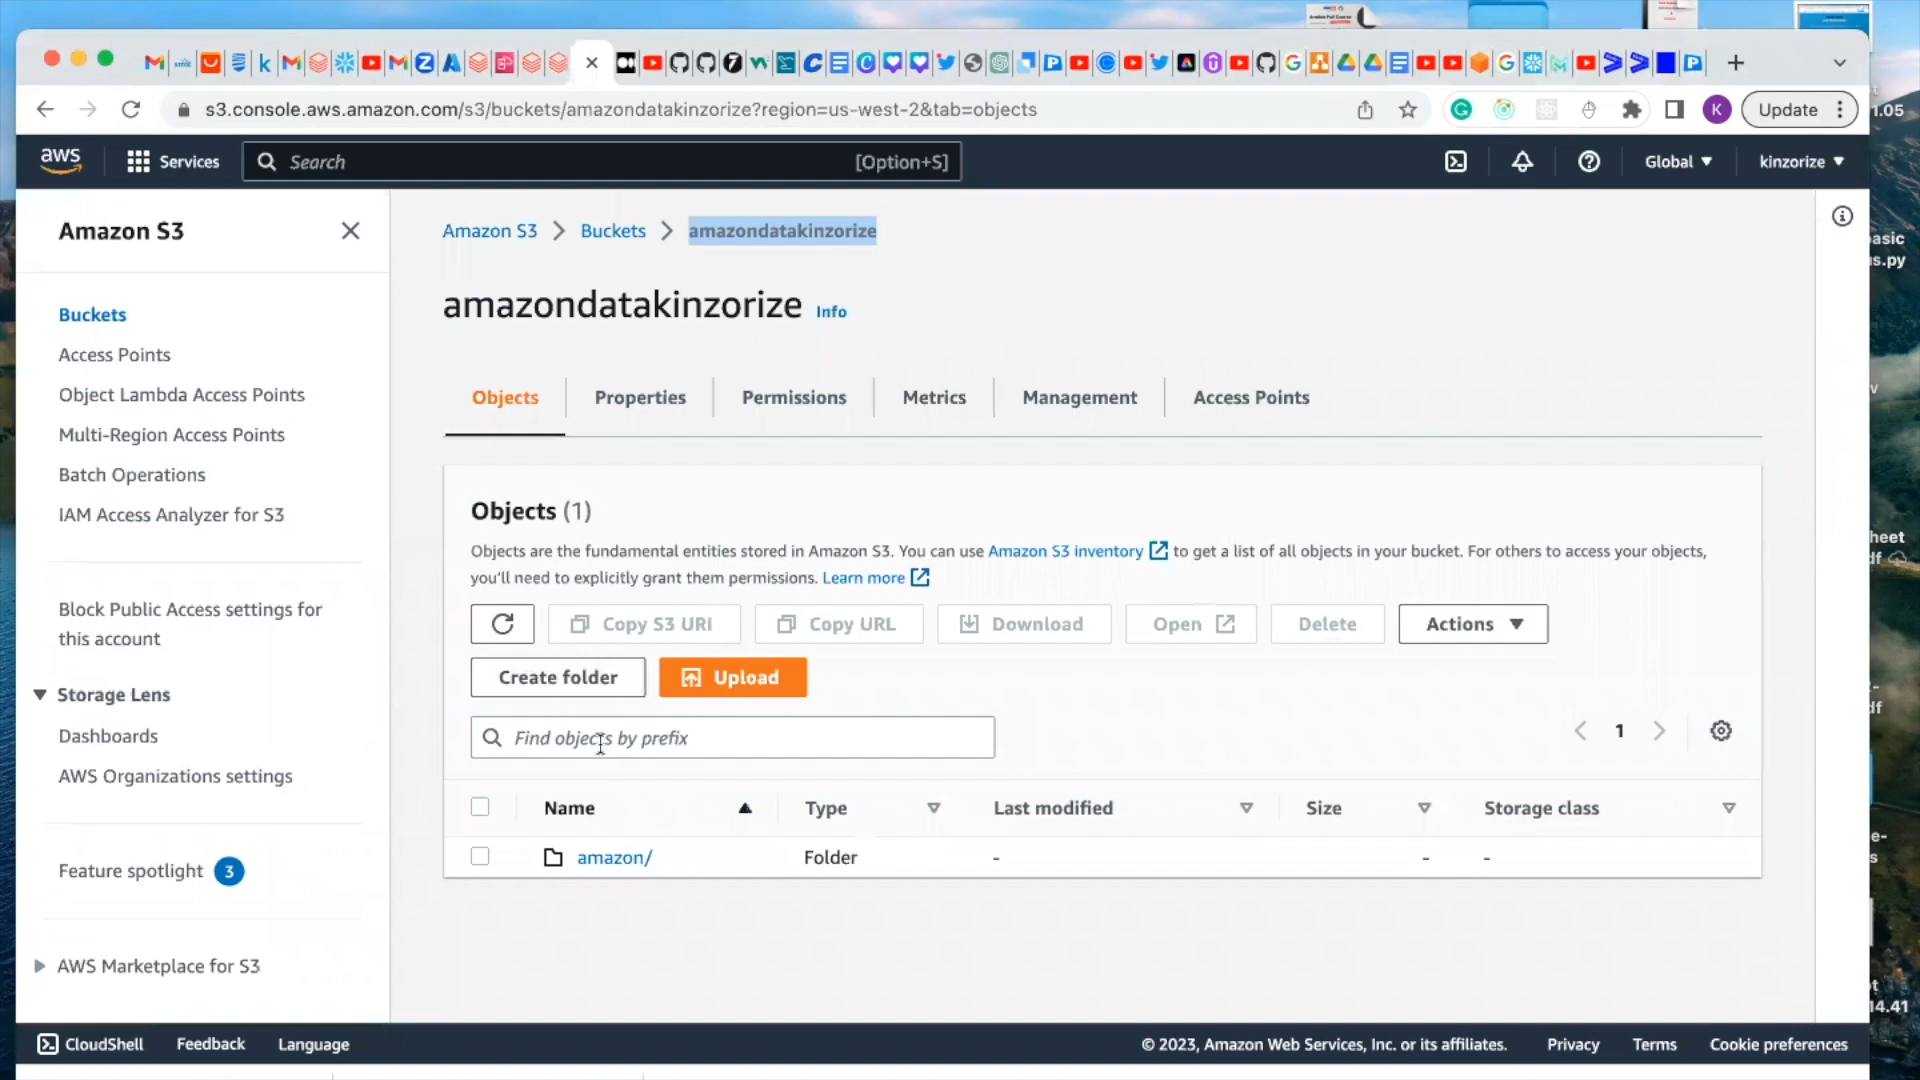 s3.console.aws.amazon.com/s3/buckets/amazondatakinzorize?region=us-west-2&tab=objects
K
Update
1.05
aws
Services
Search
[Option+S]
Global
kinzorize
Amazon S3
Amazon S3 > Buckets > amazondatakinzorize
amazondatakinzorize Info
Buckets
Access Points
Object Lambda Access Points
Multi-Region Access Points
Batch Operations
IAM Access Analyzer for S3
Block Public Access settings for
this account
Storage Lens
Dashboards
AWS Organizations settings
Feature spotlight 3
AWS Marketplace for S3
Objects
Properties
Permissions
Metrics
Management
Access Points
Objects (1)
Objects are the fundamental entities stored in Amazon S3. You can use Amazon S3 inventory to get a list of all objects in your bucket. For others to access your objects,
you'll need to explicitly grant them permissions. Learn more
Copy S3 URI
Copy URL
Download
Open
Delete
Actions
Create folder
Upload
Find objects by prefix
1
Name
Type
Last modified
Size
Storage class
amazon/
Folder
-
-
-
CloudShell
Feedback
Language
© 2023, Amazon Web Services, Inc. or its affiliates.
Privacy
Terms
Cookie preferences
asic
s.py
heet
14.41